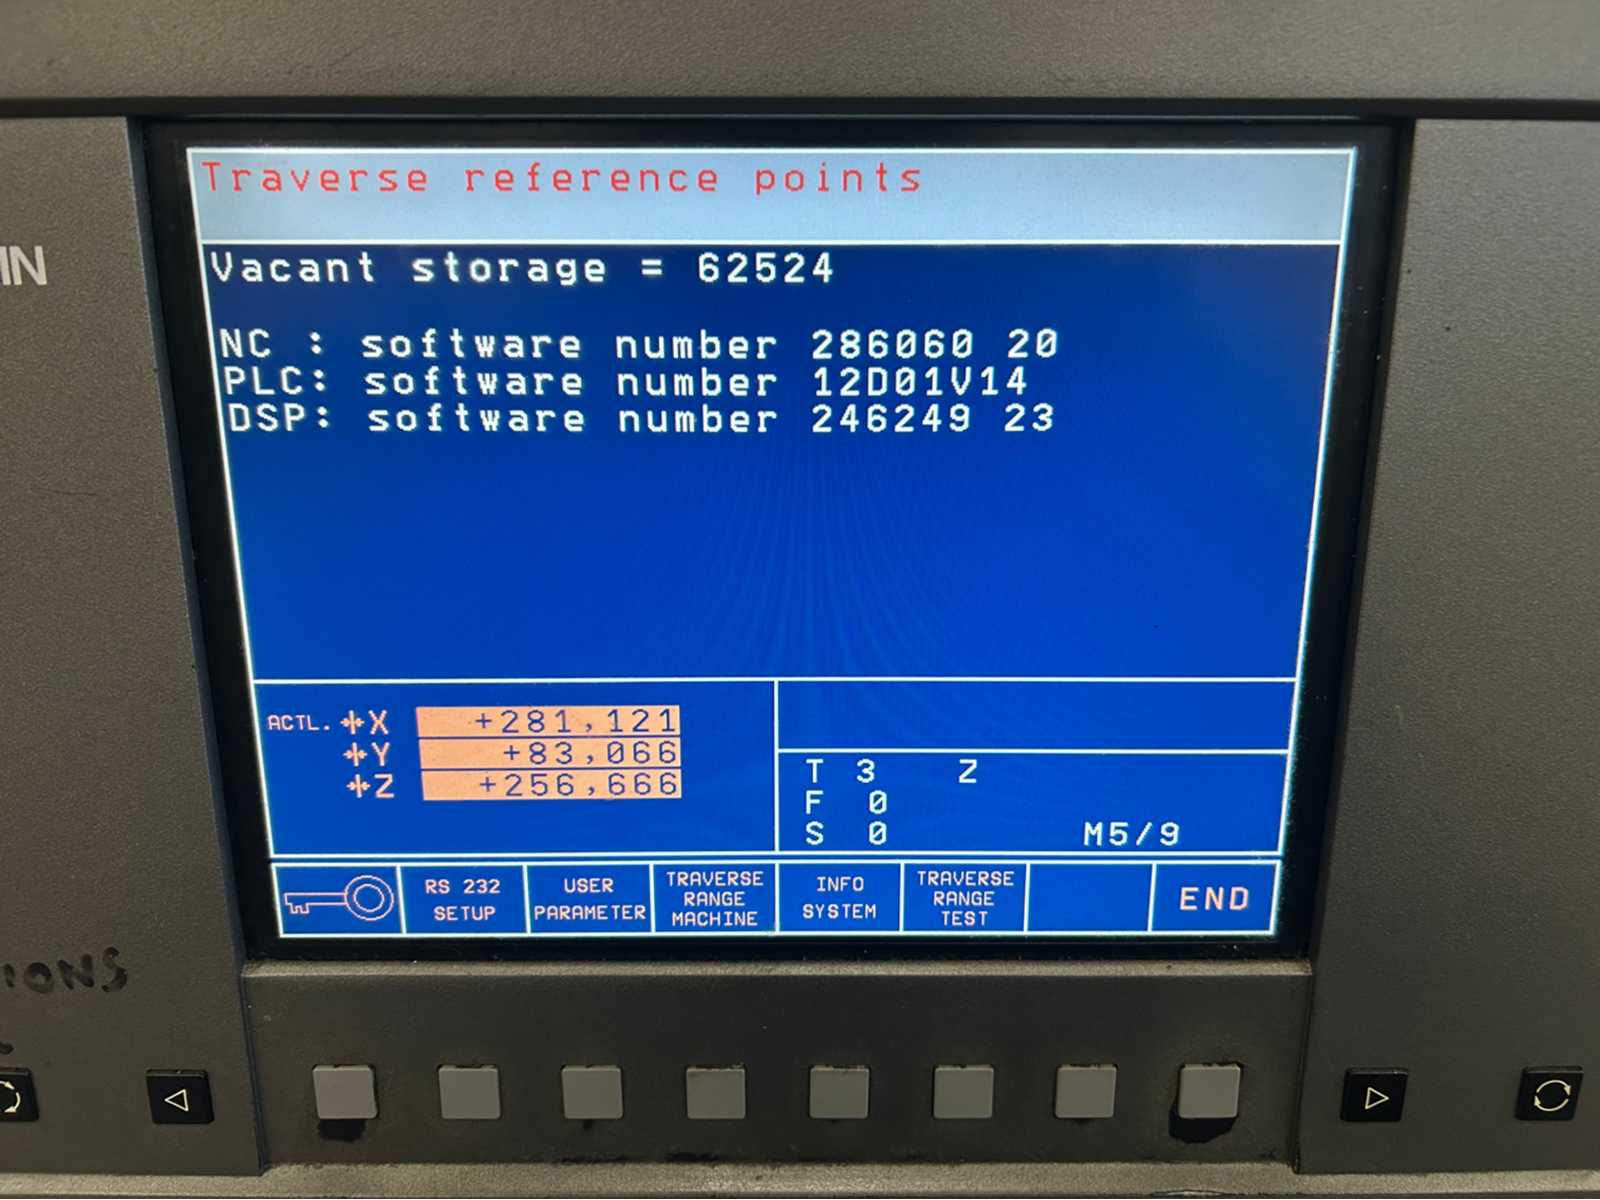 Traverse reference points
IN
Vacant storage = 62524
NC : software number 286060 20
PLC: software number 12D01V14
DSP: software number 246249 23
ACTL. X +281,121
Y +83,066
Z +256,666
T 3 Z
F 0
S 0 M5/9
RS 232 SETUP
USER PARAMETER
TRAVERSE RANGE MACHINE
INFO SYSTEM
TRAVERSE RANGE TEST
END
IONS